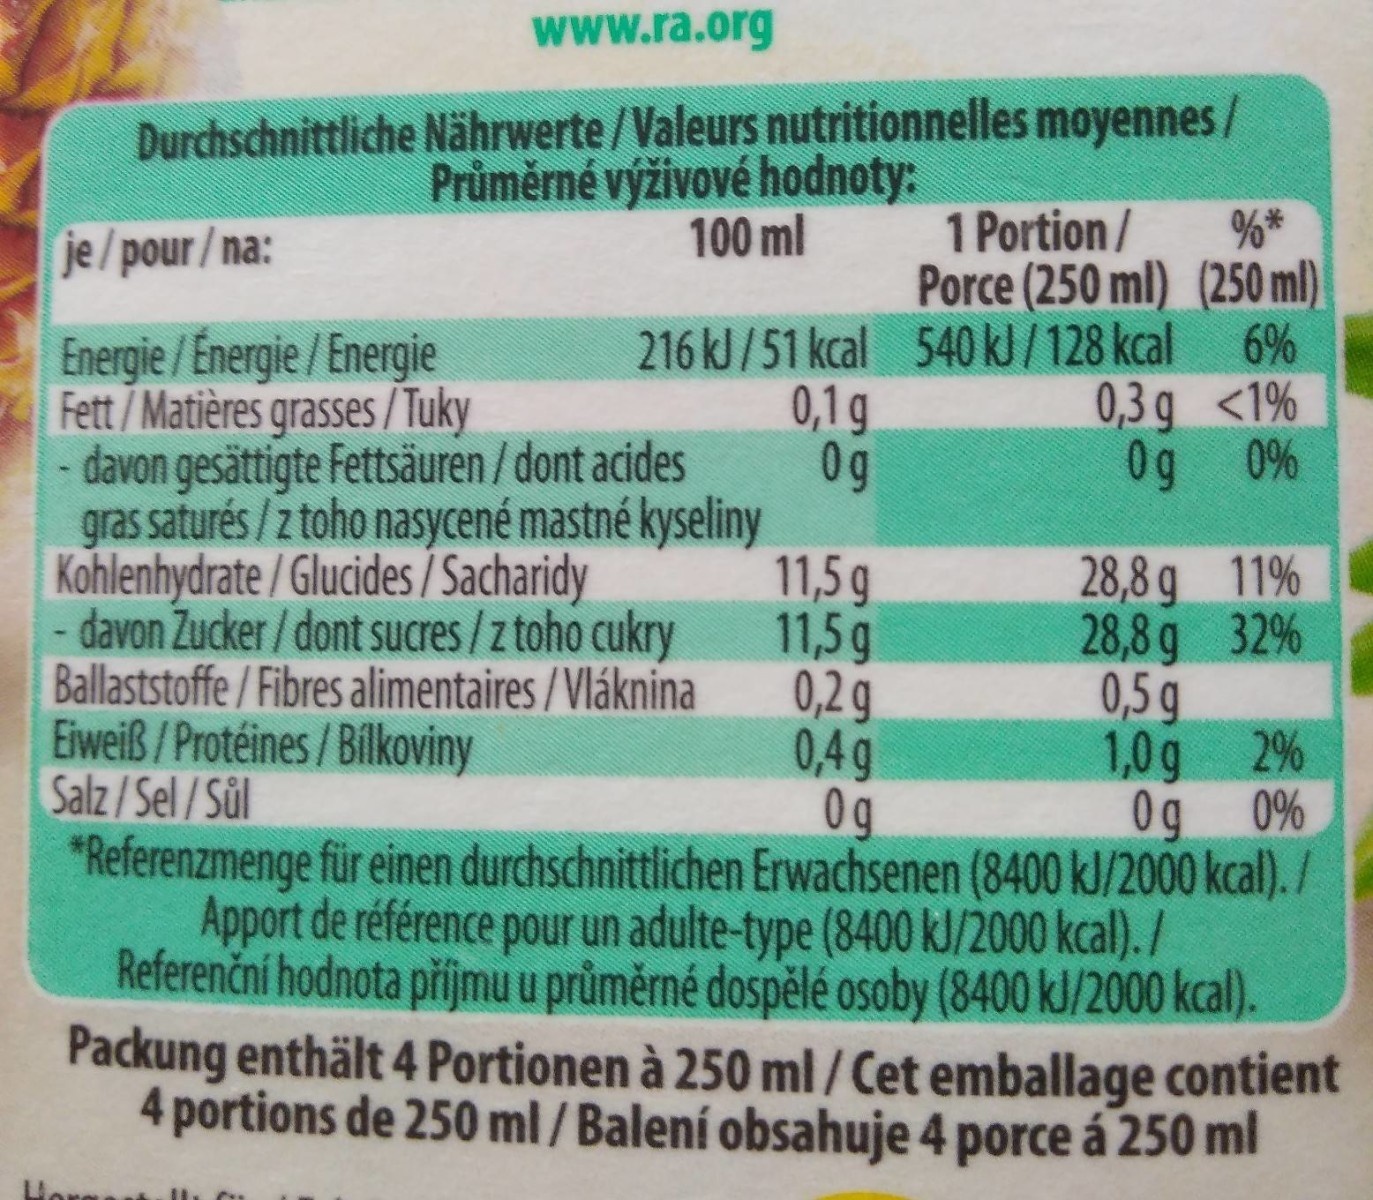 www.ra.org
Durchschnittliche Nährwerte / Valeurs nutritionnelles moyennes /
Průměrné výživové hodnoty:
je / pour / na: 100 ml 1 Portion / %*
Porce (250 ml) (250 ml)
Energie / Énergie / Energie 216 kJ / 51 kcal 540 kJ / 128 kcal 6%
Fett / Matières grasses / Tuky 0,1 g 0,3 g <1%
- davon gesättigte Fettsäuren / dont acides 0 g 0 g 0%
gras saturés / z toho nasycené mastné kyseliny
Kohlenhydrate / Glucides / Sacharidy 11,5 g 28,8 g 11%
- davon Zucker / dont sucres / z toho cukry 11,5 g 28,8 g 32%
Ballaststoffe / Fibres alimentaires / Vláknina 0,2 g 0,5 g
Eiweiß / Protéines / Bílkoviny 0,4 g 1,0 g 2%
Salz / Sel / Sůl 0 g 0 g 0%
*Referenzmenge für einen durchschnittlichen Erwachsenen (8400 kJ/2000 kcal). /
Apport de référence pour un adulte-type (8400 kJ/2000 kcal). /
Referenční hodnota příjmu u průměrné dospělé osoby (8400 kJ/2000 kcal).
Packung enthält 4 Portionen à 250 ml / Cet emballage contient
4 portions de 250 ml / Balení obsahuje 4 porce á 250 ml